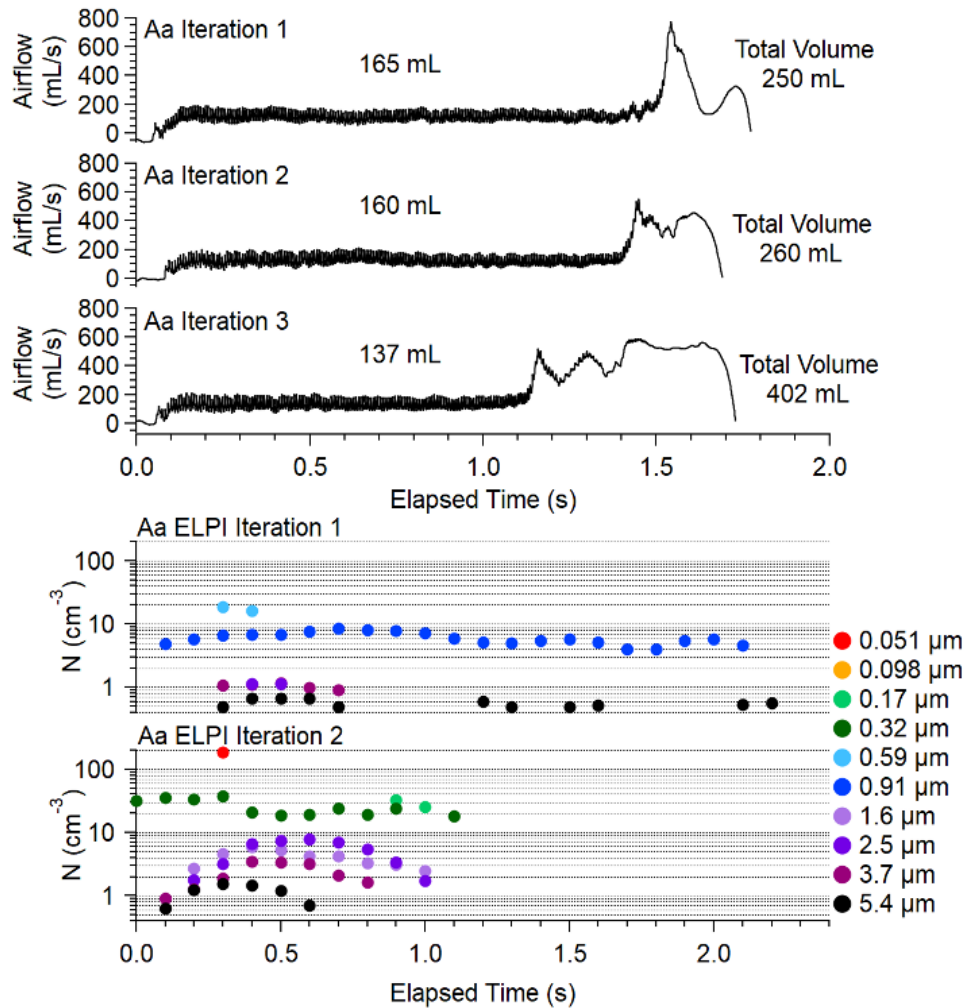 800
600
400
200
0
Airflow
(mL/s)
Aa Iteration 1
165 mL
Total Volume
250 mL
800
600
400
200
0
Airflow
(mL/s)
Aa Iteration 2
160 mL
Total Volume
260 mL
800
600
400
200
0
Airflow
(mL/s)
Aa Iteration 3
137 mL
Total Volume
402 mL
0.0 0.5 1.0 1.5 2.0
Elapsed Time (s)
Aa ELPI Iteration 1
100
10
1
N (cm⁻³)
Aa ELPI Iteration 2
100
10
1
N (cm⁻³)
0.0 0.5 1.0 1.5 2.0
Elapsed Time (s)
0.051 µm
0.098 µm
0.17 µm
0.32 µm
0.59 µm
0.91 µm
1.6 µm
2.5 µm
3.7 µm
5.4 µm